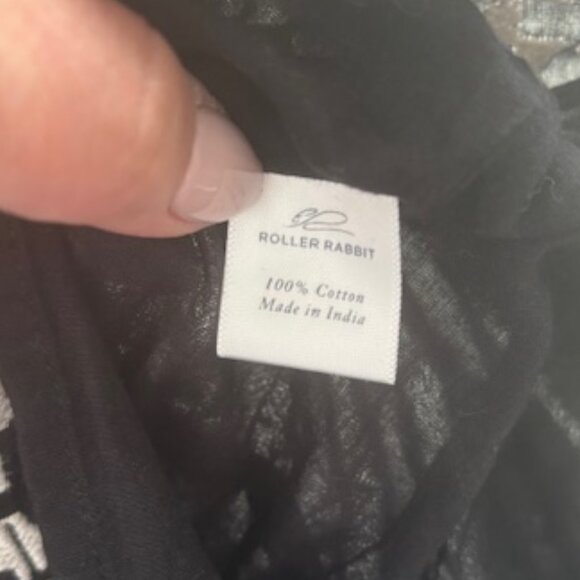 ROLLER RABBIT
100% Cotton
Made in India